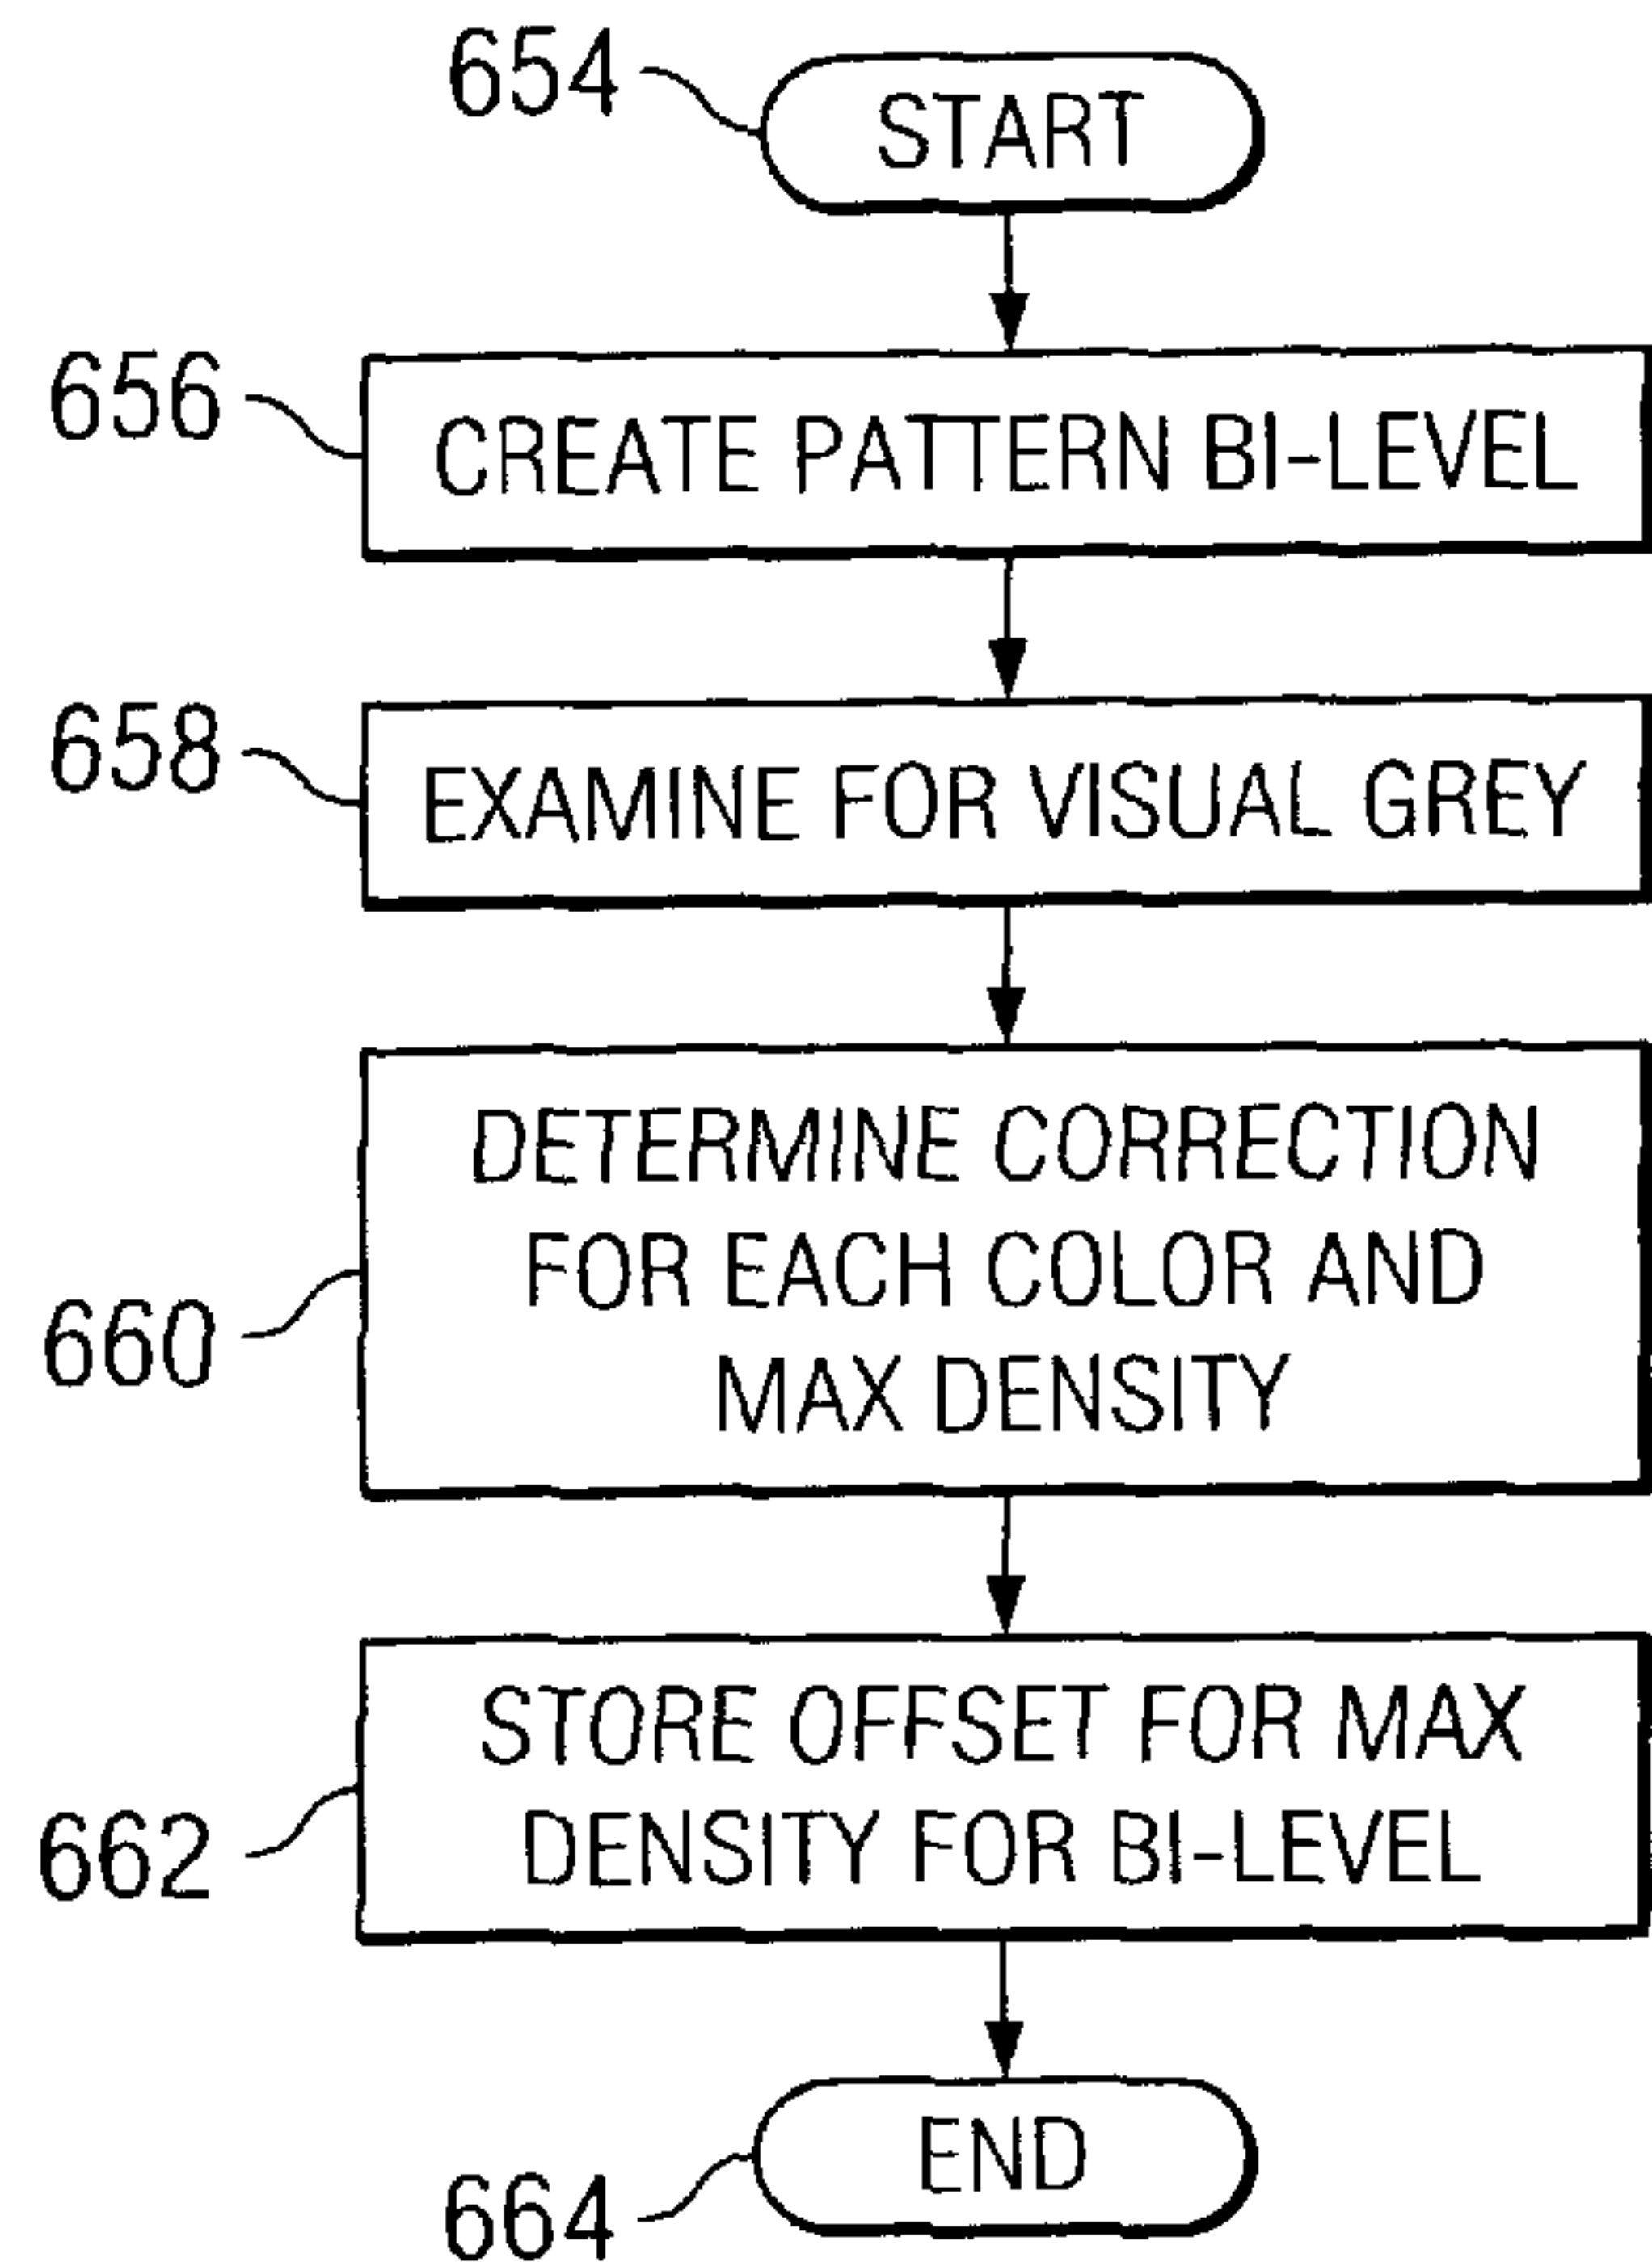 654
START
656
CREATE PATTERN BI-LEVEL
658
EXAMINE FOR VISUAL GREY
660
DETERMINE CORRECTION
FOR EACH COLOR AND
MAX DENSITY
662
STORE OFFSET FOR MAX
DENSITY FOR BI-LEVEL
664
END